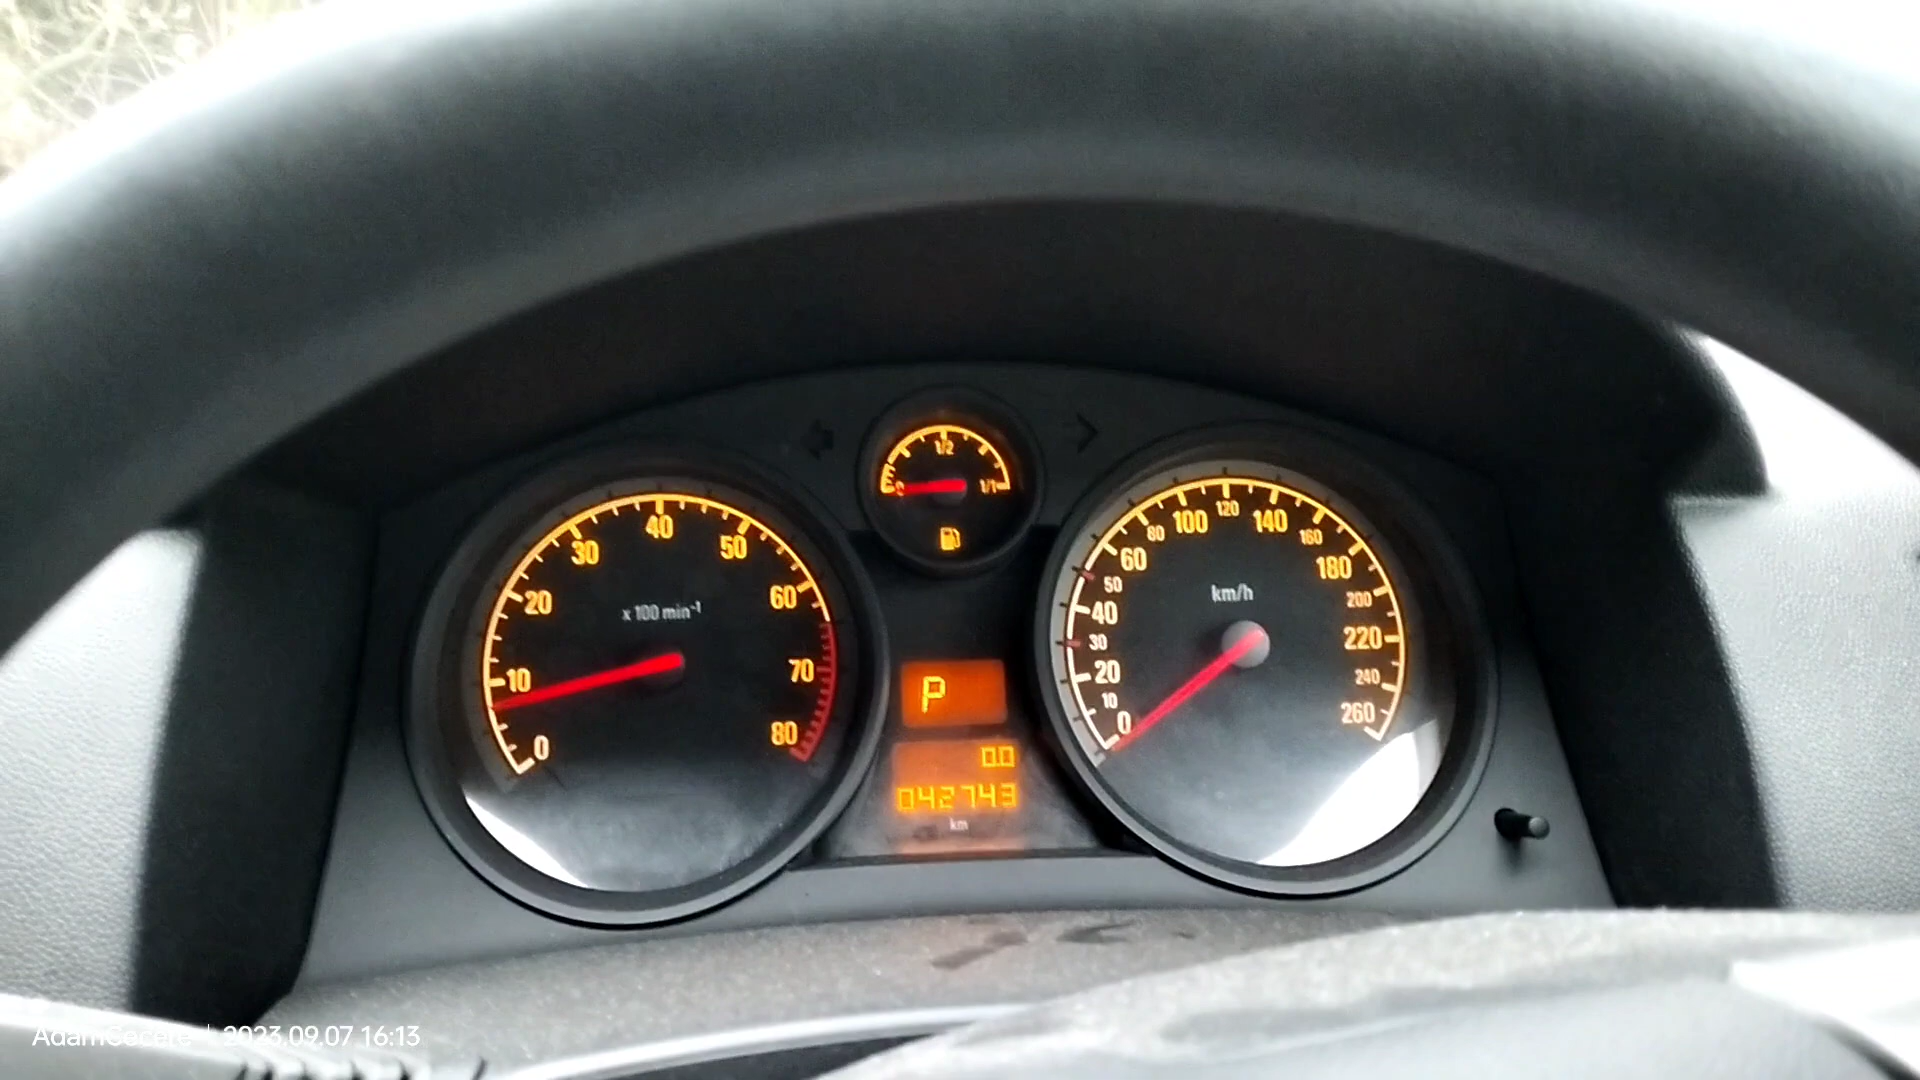 1/2
0 1/1
10 20 30 40 50 60 70 80
0
x 100 min⁻¹
0 10 20 30 40 50 60 80 100 120 140 160 180 200 220 240 260
km/h
P
0.0
042743
km
AdamCecere | 2023.09.07 16:13